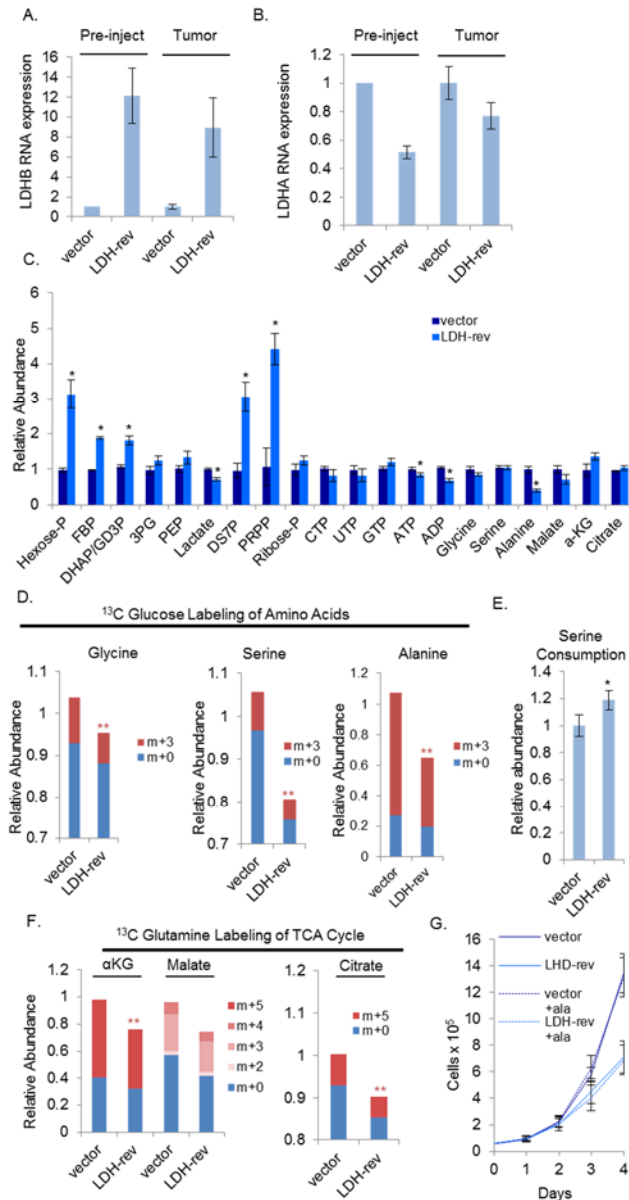 A.
Pre-inject Tumor
LDHB RNA expression
16
14
12
10
8
6
4
2
0
vector
LDH-rev
vector
LDH-rev
B.
Pre-inject Tumor
LDHA RNA expression
1.2
1
0.8
0.6
0.4
0.2
0
vector
LDH-rev
vector
LDH-rev
C.
Relative Abundance
6
5
4
3
2
1
0
vector
LDH-rev
* * * * * * * * *
Hexose-P
FBP
DHAP/GD3P
3PG
PEP
Lactate
DS7P
PRPP
Ribose-P
CTP
UTP
GTP
ATP
ADP
Glycine
Serine
Alanine
Malate
a-KG
Citrate
D.
13C Glucose Labeling of Amino Acids
Glycine
Relative Abundance
1.1
1
0.9
0.8
0.7
**
m+3
m+0
vector
LDH-rev
Serine
Relative Abundance
1.1
1
0.9
0.8
0.7
**
m+3
m+0
vector
LDH-rev
Alanine
Relative Abundance
1.2
1
0.8
0.6
0.4
0.2
0
**
m+3
m+0
vector
LDH-rev
E.
Serine
Consumption
Relative abundance
1.4
1.2
1
0.8
0.6
0.4
0.2
0
*
vector
LDH-rev
F.
13C Glutamine Labeling of TCA Cycle
αKG Malate
Relative Abundance
1.2
1
0.8
0.6
0.4
0.2
0
**
m+5
m+4
m+3
m+2
m+0
vector
LDH-rev
vector
LDH-rev
Citrate
1
0.9
0.8
**
m+5
m+0
vector
LDH-rev
G.
Cells x 10⁵
16
14
12
10
8
6
4
2
0
vector
LHD-rev
vector
+ala
LDH-rev
+ala
0 1 2 3 4
Days